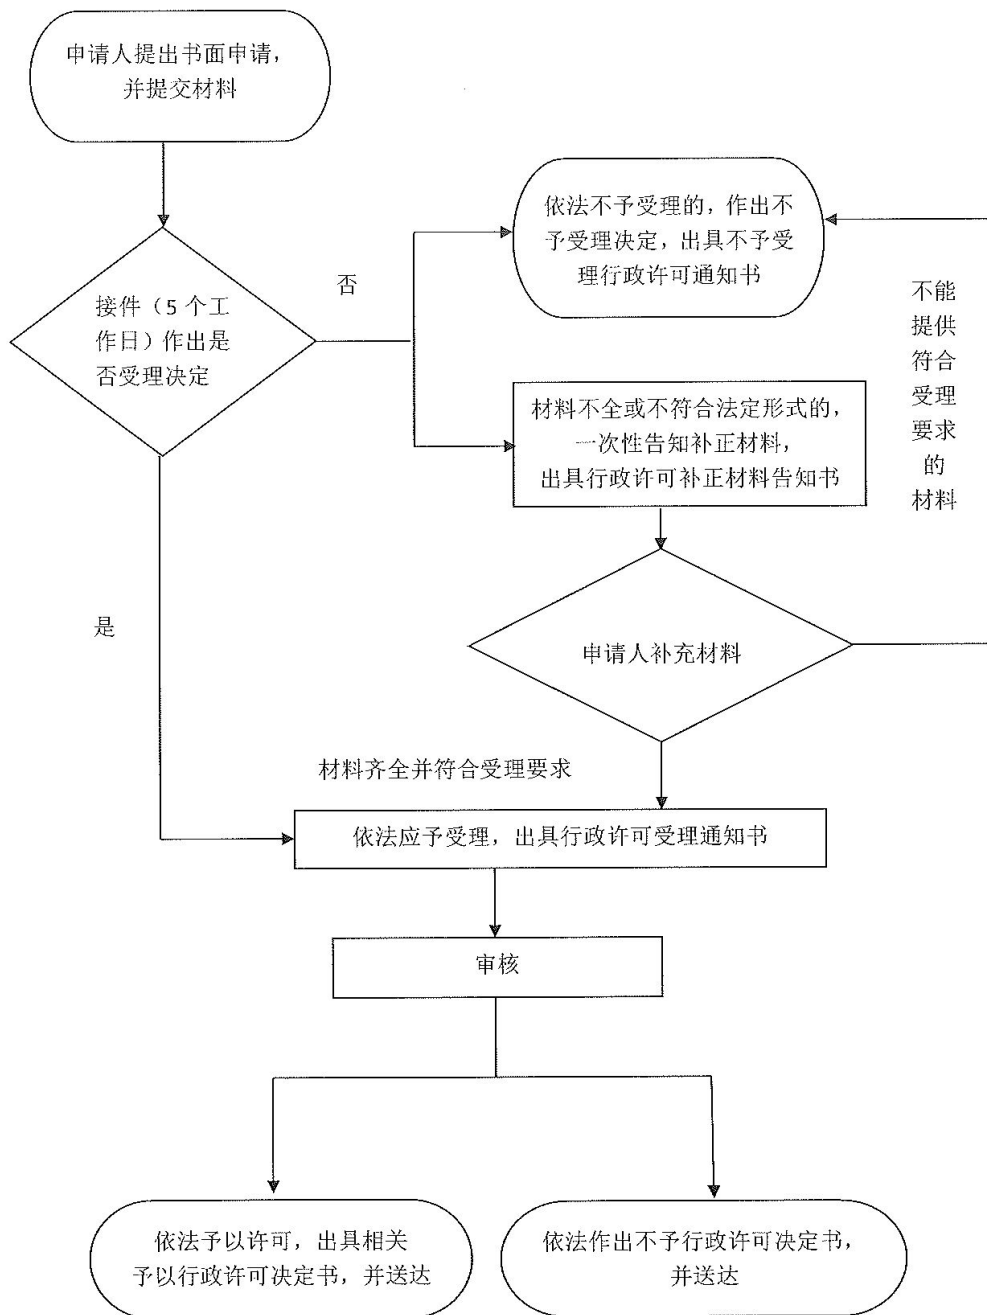 申请人提出书面申请，
并提交材料
依法不予受理的，作出不
予受理决定，出具不予受
理行政许可通知书
否
接件（5 个工
作日）作出是
否受理决定
不能
提供
符合
受理
要求
的
材料
材料不全或不符合法定形式的，
一次性告知补正材料，
出具行政许可补正材料告知书
是
申请人补充材料
材料齐全并符合受理要求
依法应予受理，出具行政许可受理通知书
审核
依法予以许可，出具相关
予以行政许可决定书，并送达
依法作出不予行政许可决定书，
并送达